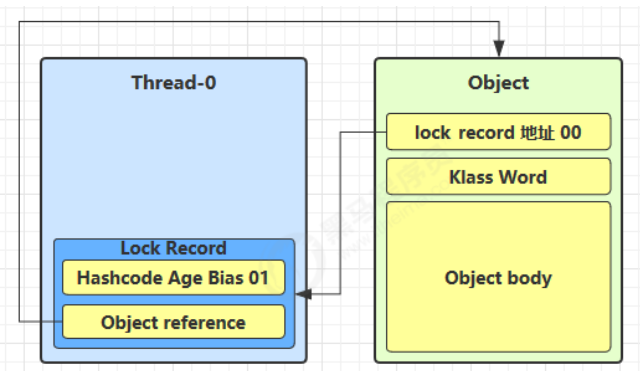 Thread-0
Lock Record
Hashcode Age Bias 01
Object reference
Object
lock record 地址 00
Klass Word
Object body